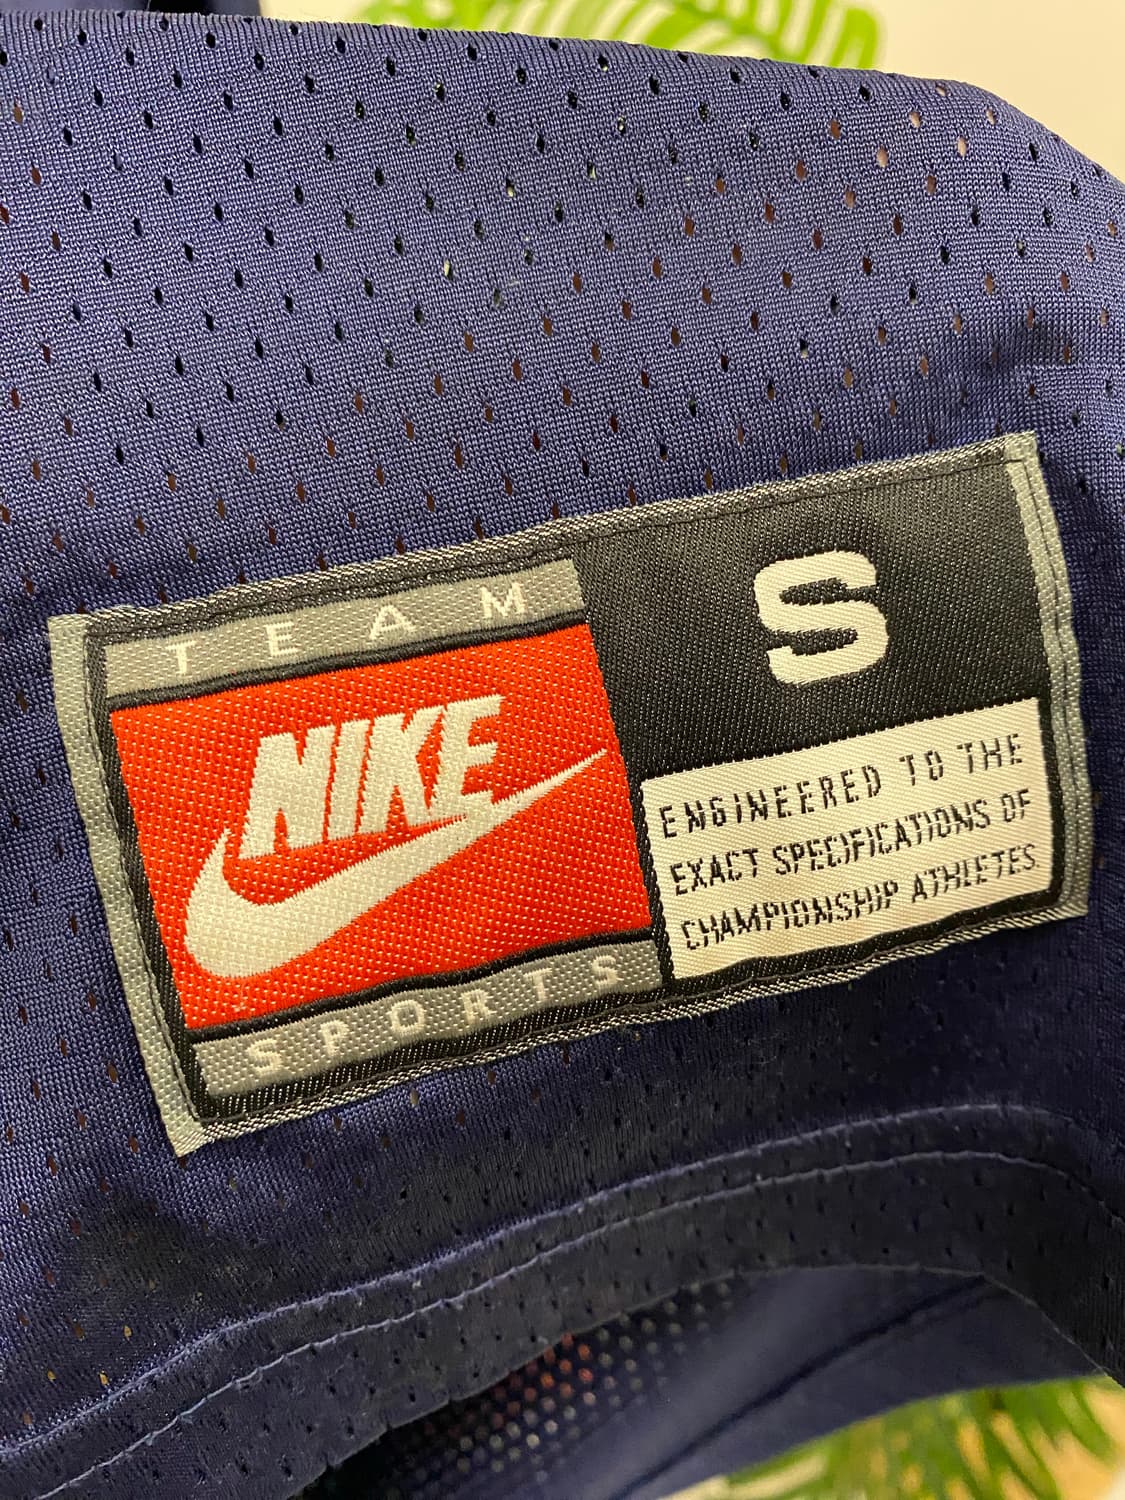 TEAM
NIKE
SPORTS
S
ENGINEERED TO THE
EXACT SPECIFICATIONS OF
CHAMPIONSHIP ATHLETES.